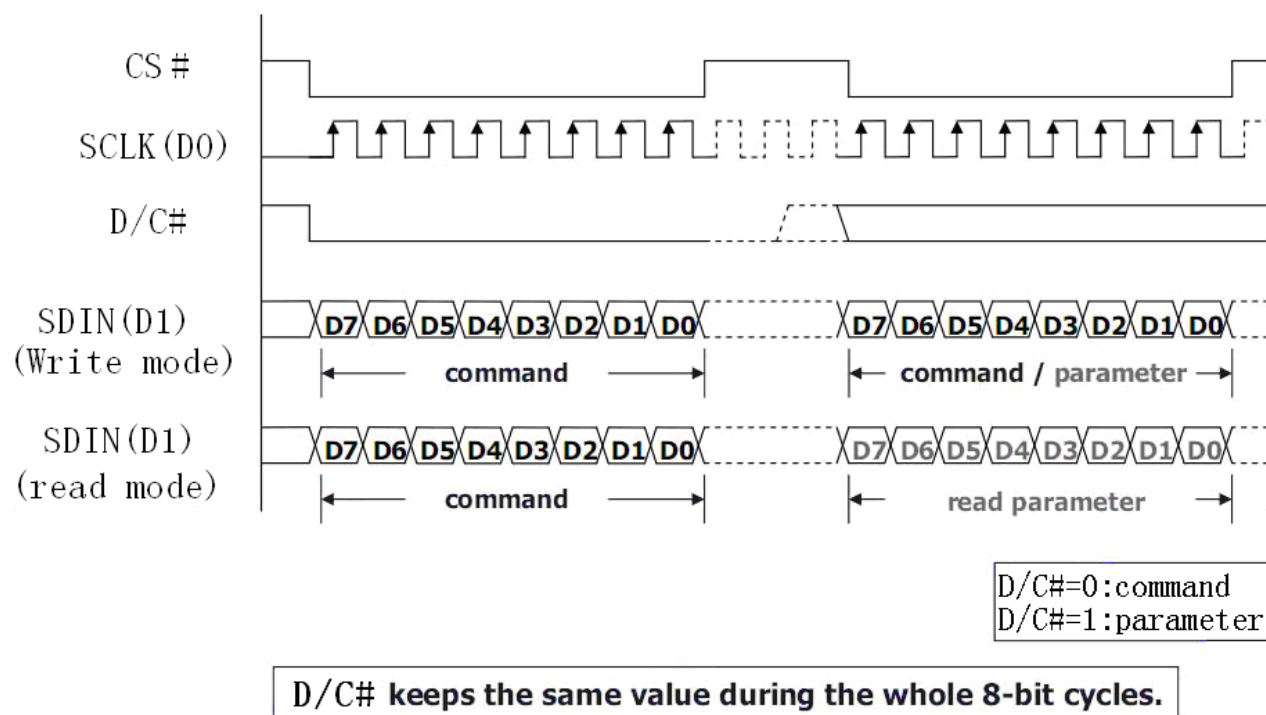 CS#
SCLK(D0)
D/C#
SDIN(D1)
(Write mode)
D7 D6 D5 D4 D3 D2 D1 D0
D7 D6 D5 D4 D3 D2 D1 D0
command
command / parameter
SDIN(D1)
(read mode)
D7 D6 D5 D4 D3 D2 D1 D0
D7 D6 D5 D4 D3 D2 D1 D0
command
read parameter
D/C#=0:command
D/C#=1:parameter
D/C# keeps the same value during the whole 8-bit cycles.